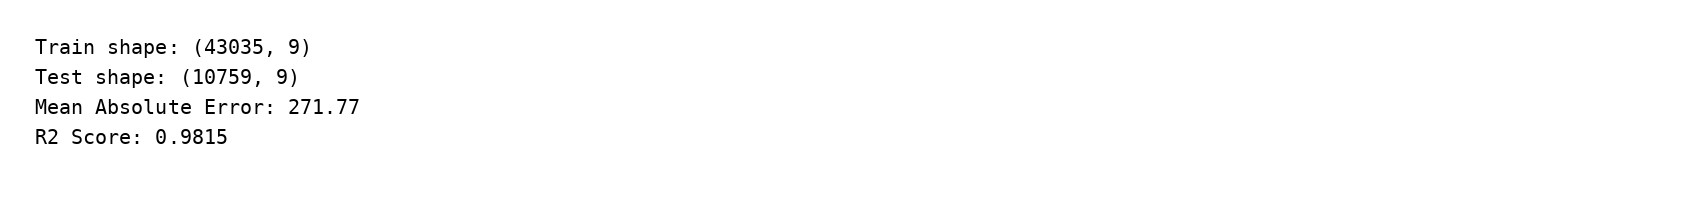 Train shape: (43035, 9)
Test shape: (10759, 9)
Mean Absolute Error: 271.77
R2 Score: 0.9815